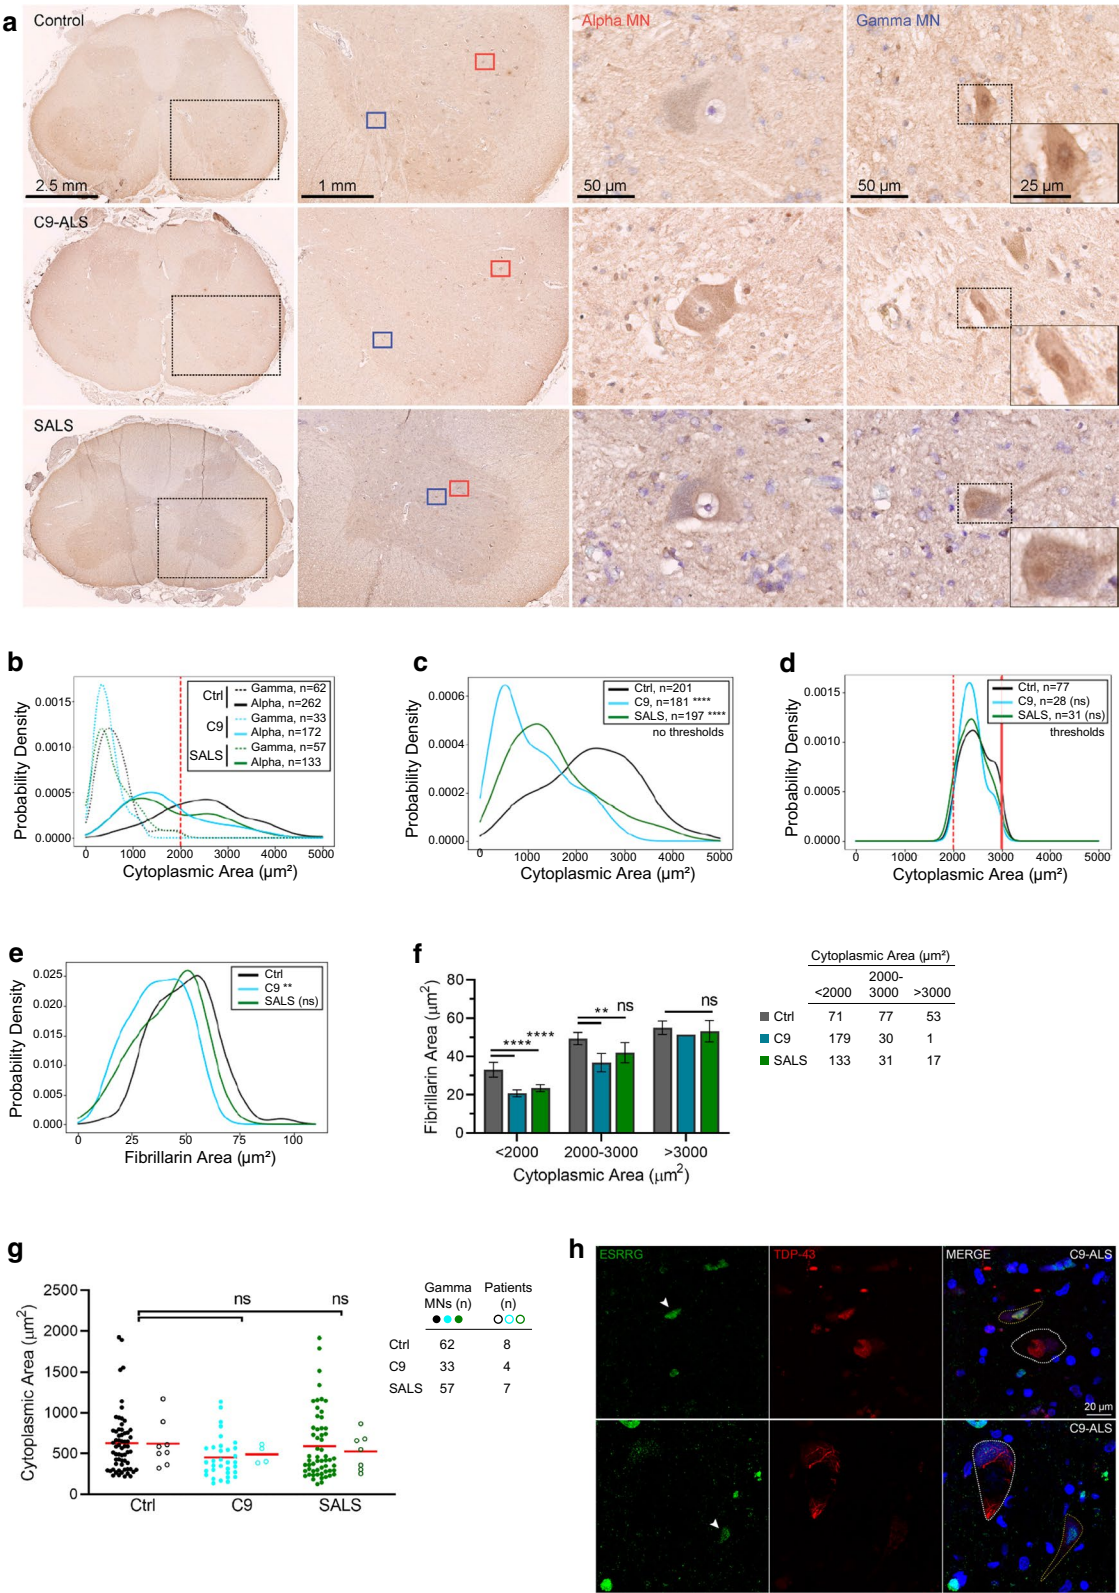 a
Control
Alpha MN
Gamma MN
2.5 mm
1 mm
50 µm
50 µm
25 µm
C9-ALS
SALS
b
Probability Density
0.0015
0.0010
0.0005
0.0000
0
1000
2000
3000
4000
5000
Cytoplasmic Area (µm²)
Ctrl
Gamma, n=62
Alpha, n=262
C9
Gamma, n=33
Alpha, n=172
SALS
Gamma, n=57
Alpha, n=133
c
Probability Density
0.0006
0.0004
0.0002
0.0000
0
1000
2000
3000
4000
5000
Cytoplasmic Area (µm²)
Ctrl, n=201
C9, n=181 ****
SALS, n=197 ****
no thresholds
d
Probability Density
0.0015
0.0010
0.0005
0.0000
0
1000
2000
3000
4000
5000
Cytoplasmic Area (µm²)
Ctrl, n=77
C9, n=28 (ns)
SALS, n=31 (ns)
thresholds
e
Probability Density
0.025
0.020
0.015
0.010
0.005
0.000
0
25
50
75
100
Fibrillarin Area (µm²)
Ctrl
C9 **
SALS (ns)
f
Fibrillarin Area (µm²)
80
60
40
20
0
****
****
**
ns
ns
<2000
2000-3000
>3000
Cytoplasmic Area (µm²)
Cytoplasmic Area (µm²)
2000-
<2000 3000 >3000
Ctrl 71 77 53
C9 179 30 1
SALS 133 31 17
g
Cytoplasmic Area (µm²)
2500
2000
1500
1000
500
0
ns
ns
Ctrl
C9
SALS
Gamma Patients
MNs (n) (n)
Ctrl 62 8
C9 33 4
SALS 57 7
h
ESRRG
TDP-43
MERGE
C9-ALS
20 µm
C9-ALS